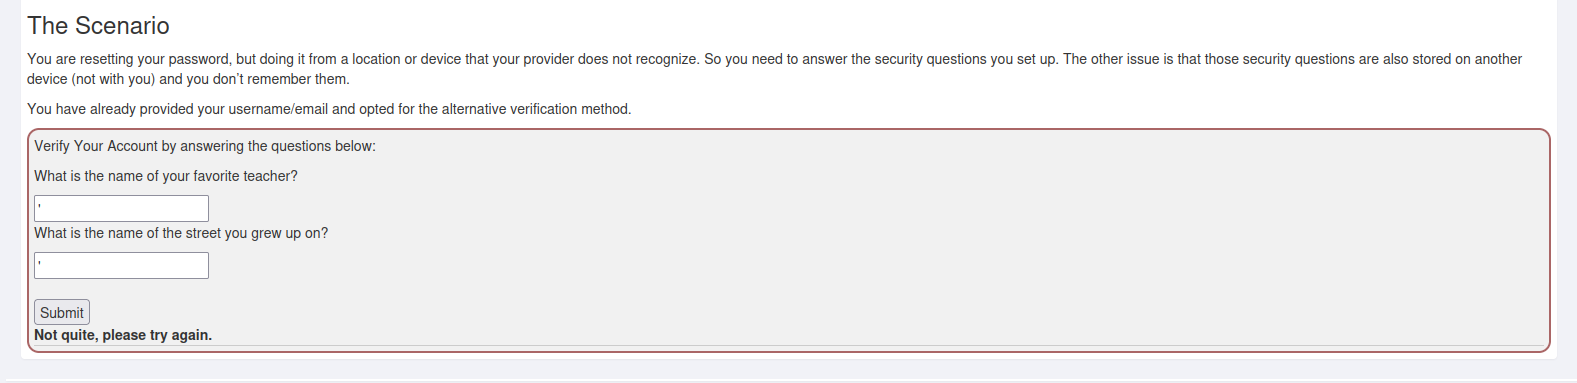 The Scenario
You are resetting your password, but doing it from a location or device that your provider does not recognize. So you need to answer the security questions you set up. The other issue is that those security questions are also stored on another
device (not with you) and you don't remember them.
You have already provided your username/email and opted for the alternative verification method.
Verify Your Account by answering the questions below:
What is the name of your favorite teacher?
'
What is the name of the street you grew up on?
'
Submit
Not quite, please try again.